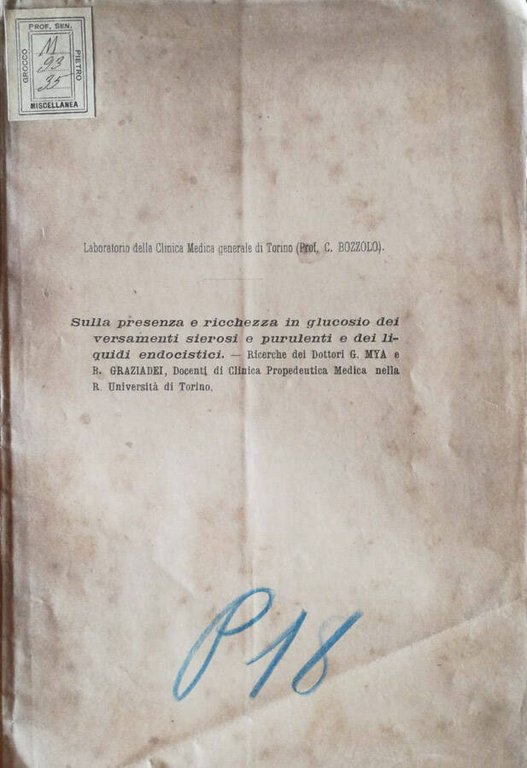 PROF. SEN.
GROCCO
PIETRO
M
93
35
MISCELLANEA
Laboratorio della Clinica Medica generale di Torino (Prof. C. BOZZOLO).
Sulla presenza e ricchezza in glucosio dei
versamenti sierosi e purulenti e dei li-
quidi endocistici. — Ricerche dei Dottori G. MYA e
B. GRAZIADEI, Docenti di Clinica Propedeutica Medica nella
R. Università di Torino.
P18